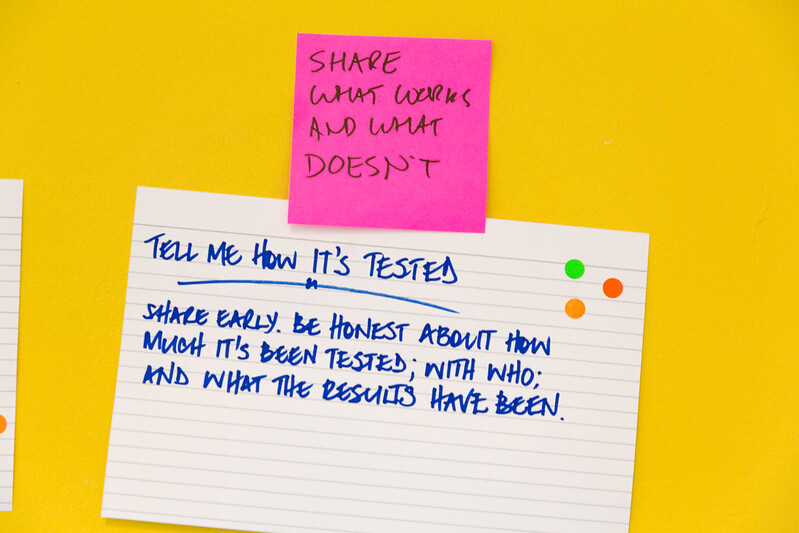 SHARE
WHAT WORKS
AND WHAT
DOESN'T
TELL ME HOW IT'S TESTED
SHARE EARLY. BE HONEST ABOUT HOW
MUCH IT'S BEEN TESTED; WITH WHO;
AND WHAT THE RESULTS HAVE BEEN.